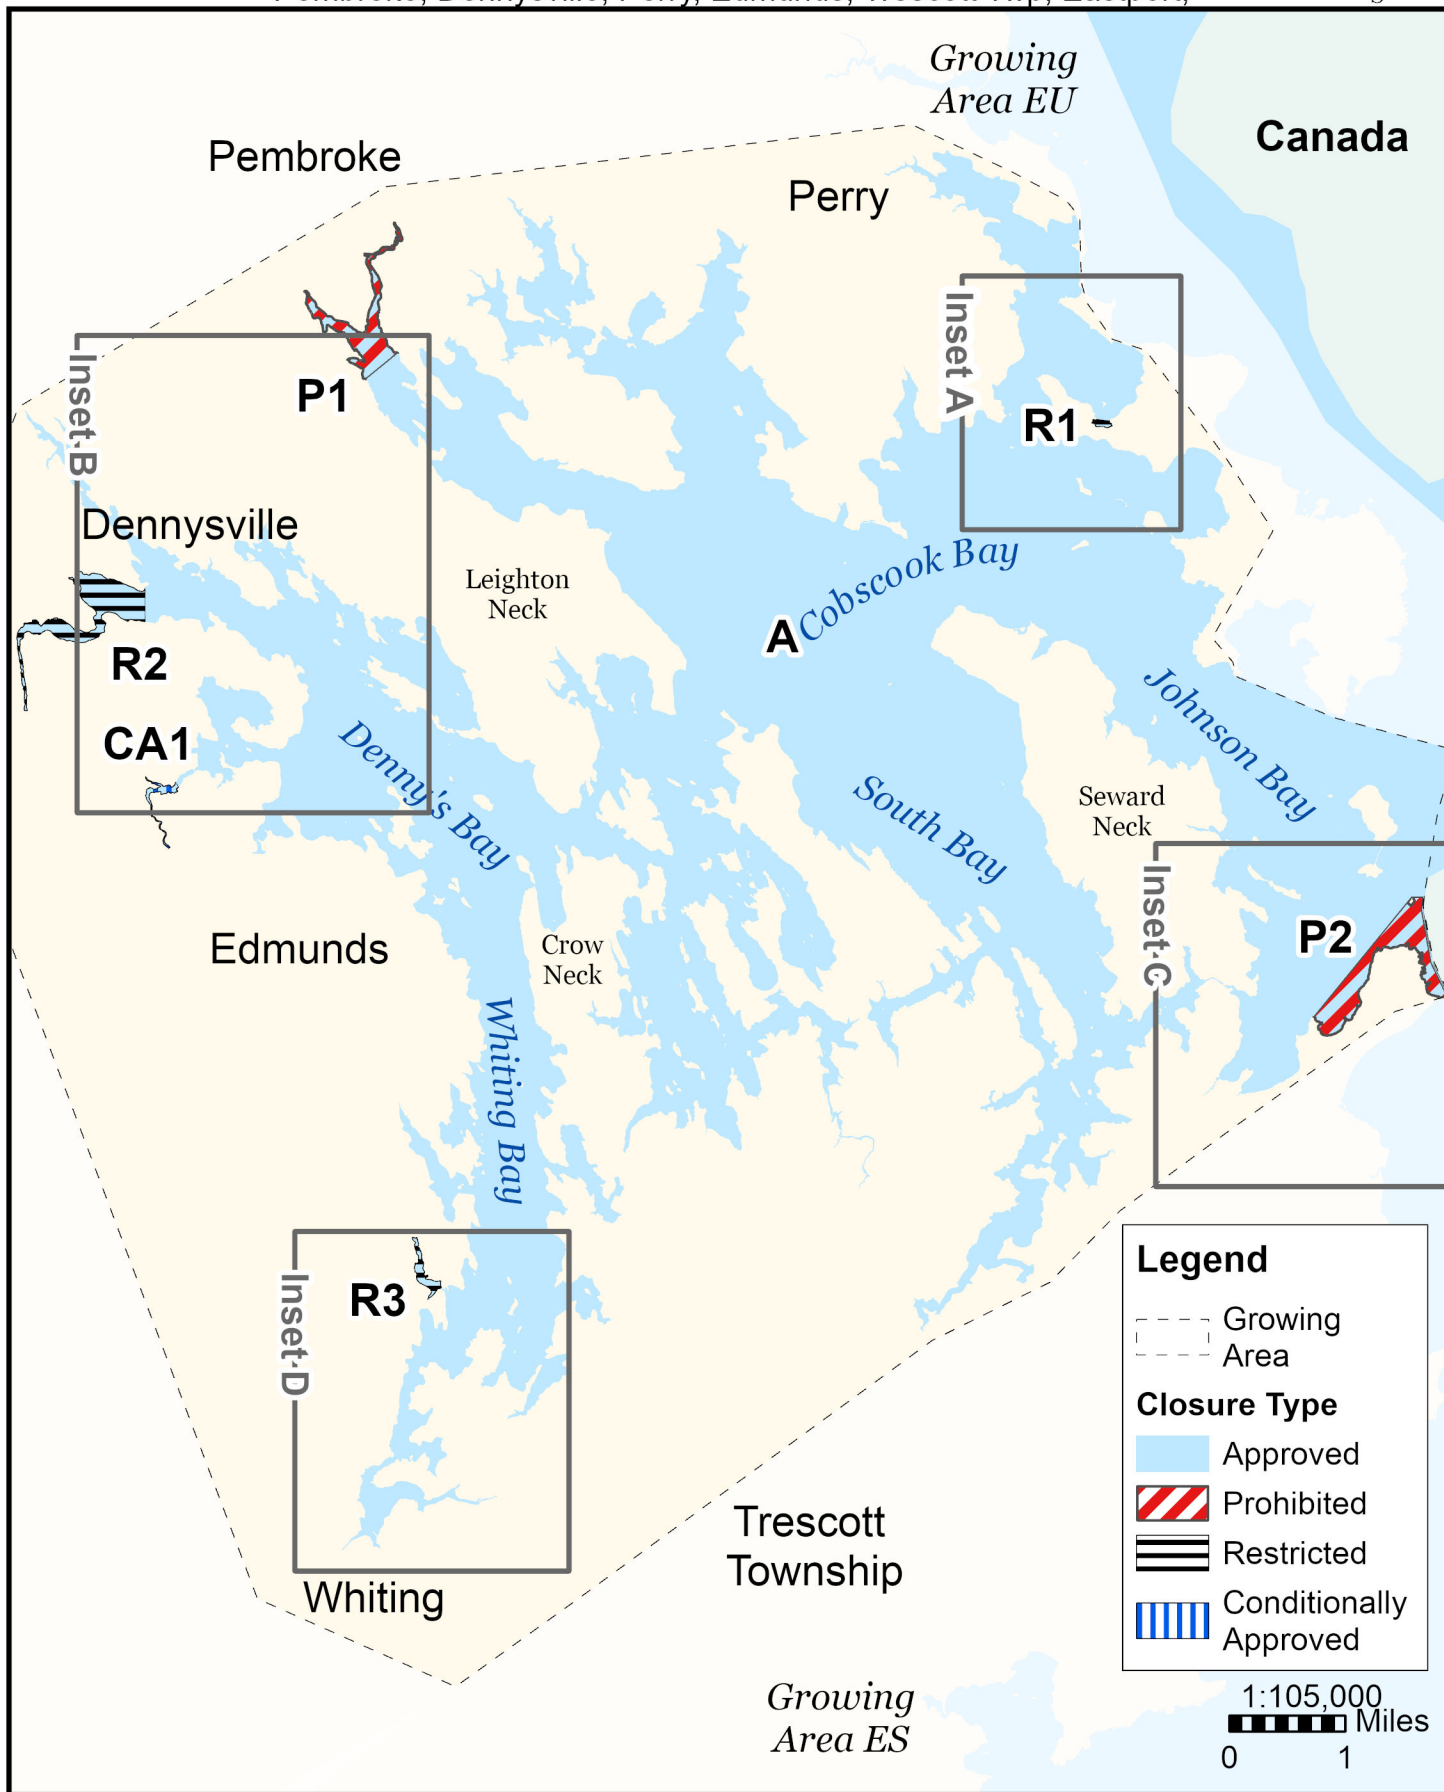 Growing
Area EU
Canada
Pembroke
Perry
Inset A
Inset B
P1
R1
Dennysville
Leighton
Neck
Cobscook Bay
A
R2
Johnson Bay
CA1
Denny's Bay
South Bay
Seward
Neck
Inset C
Edmunds
Crow
Neck
P2
Whiting Bay
Inset D
R3
Legend
Growing
Area
Closure Type
Approved
Prohibited
Restricted
Conditionally
Approved
Trescott
Township
Whiting
Growing
Area ES
1:105,000
Miles
0 1